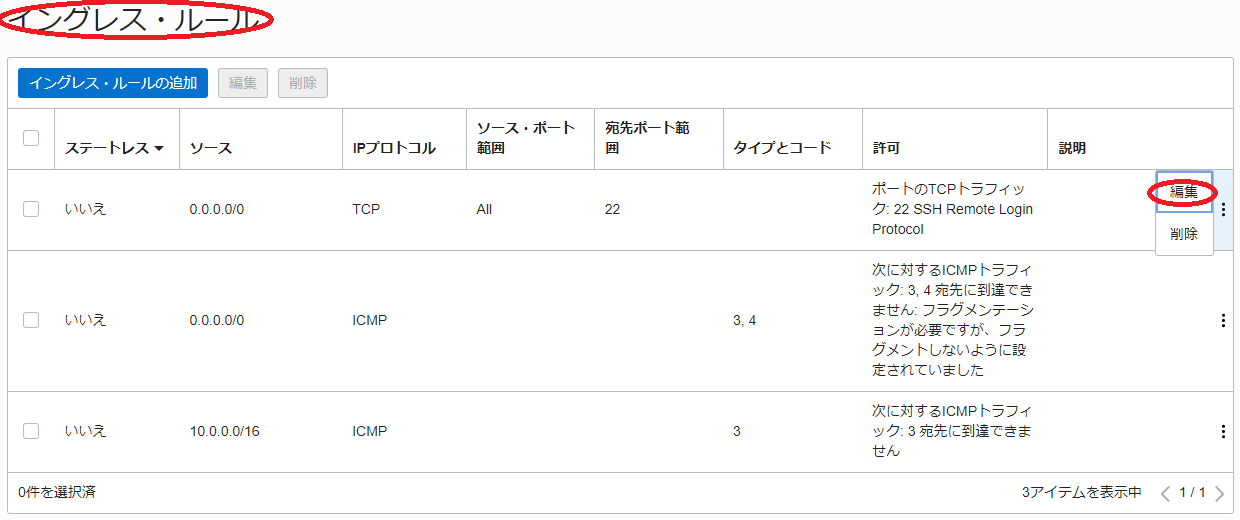 イングレス・ルール
イングレス・ルールの追加 編集 削除
ステートレス ソース IPプロトコル ソース・ポート範囲 宛先ポート範囲 タイプとコード 許可 説明
いいえ 0.0.0.0/0 TCP All 22
ポートのTCPトラフィッ
ク: 22 SSH Remote Login
Protocol
編集
削除
いいえ 0.0.0.0/0 ICMP 3, 4
次に対するICMPトラフィ
ック: 3, 4 宛先に到達でき
ません: フラグメンテーシ
ョンが必要ですが、フラ
グメントしないように設
定されていました
いいえ 10.0.0.0/16 ICMP 3
次に対するICMPトラフィ
ック: 3 宛先に到達できま
せん
0件を選択済 3アイテムを表示中 1 / 1